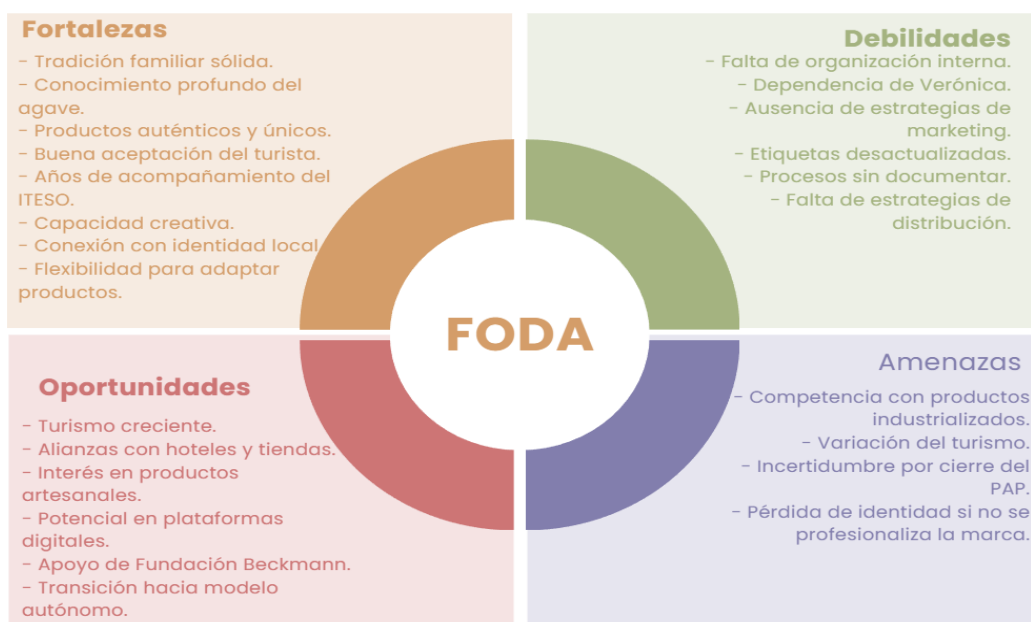 Fortalezas
- Tradición familiar sólida.
- Conocimiento profundo del
agave.
- Productos auténticos y únicos.
- Buena aceptación del turista.
- Años de acompañamiento del
ITESO.
- Capacidad creativa.
- Conexión con identidad local
- Flexibilidad para adaptar
productos.
Debilidades
- Falta de organización interna.
- Dependencia de Verónica.
- Ausencia de estrategias de
marketing.
- Etiquetas desactualizadas.
- Procesos sin documentar.
- Falta de estrategias de
distribución.
FODA
Oportunidades
- Turismo creciente.
- Alianzas con hoteles y tiendas.
- Interés en productos
artesanales.
- Potencial en plataformas
digitales.
- Apoyo de Fundación Beckmann.
- Transición hacia modelo
autónomo.
Amenazas
- Competencia con productos
industrializados.
- Variación del turismo.
- Incertidumbre por cierre del
PAP.
- Pérdida de identidad si no se
profesionaliza la marca.